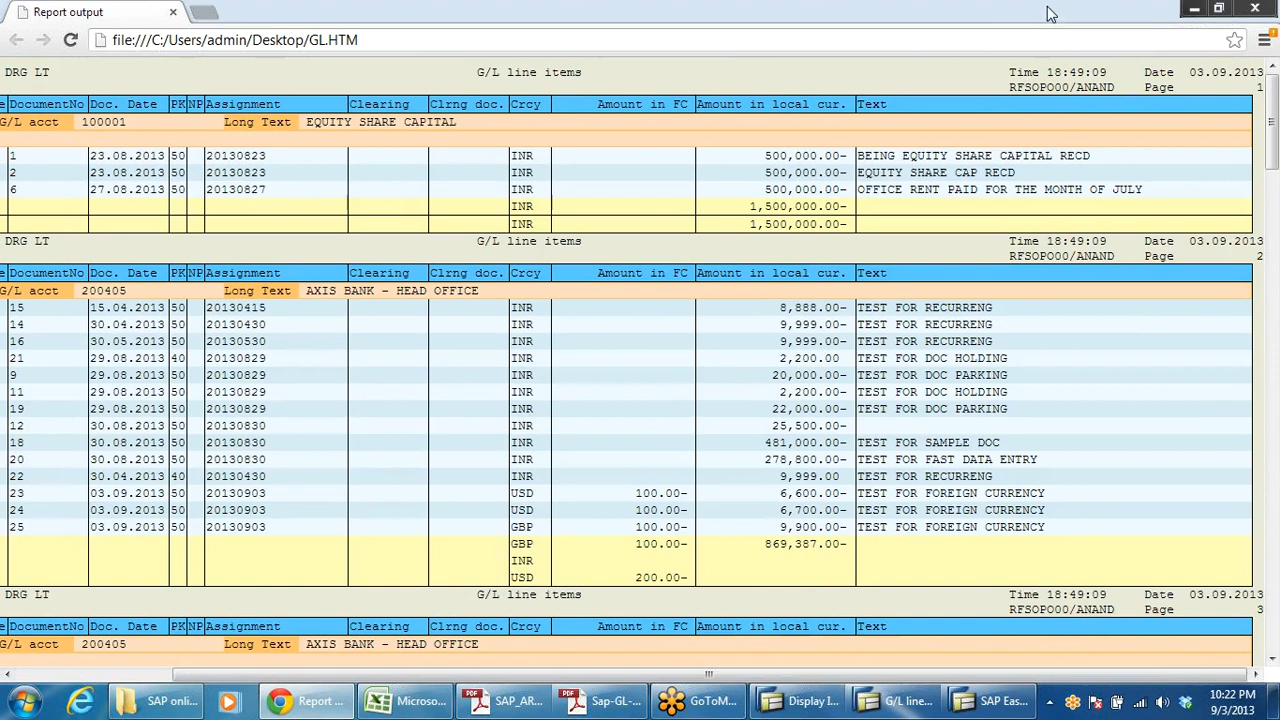 Report output
file:///C:/Users/admin/Desktop/GL.HTM
DRG LT G/L line items Time 18:49:09 Date 03.09.2013
RFSOPO00/ANAND Page 1
e DocumentNo Doc. Date PK NP Assignment Clearing Clrng doc. Crcy Amount in FC Amount in local cur. Text
G/L acct 100001 Long Text EQUITY SHARE CAPITAL
1 23.08.2013 50 20130823 INR 500,000.00- BEING EQUITY SHARE CAPITAL RECD
2 23.08.2013 50 20130823 INR 500,000.00- EQUITY SHARE CAP RECD
6 27.08.2013 50 20130827 INR 500,000.00- OFFICE RENT PAID FOR THE MONTH OF JULY
INR 1,500,000.00-
INR 1,500,000.00-
DRG LT G/L line items Time 18:49:09 Date 03.09.2013
RFSOPO00/ANAND Page 2
e DocumentNo Doc. Date PK NP Assignment Clearing Clrng doc. Crcy Amount in FC Amount in local cur. Text
G/L acct 200405 Long Text AXIS BANK - HEAD OFFICE
15 15.04.2013 50 20130415 INR 8,888.00- TEST FOR RECURRENG
14 30.04.2013 50 20130430 INR 9,999.00- TEST FOR RECURRENG
16 30.05.2013 50 20130530 INR 9,999.00- TEST FOR RECURRENG
21 29.08.2013 40 20130829 INR 2,200.00 TEST FOR DOC HOLDING
9 29.08.2013 50 20130829 INR 20,000.00- TEST FOR DOC PARKING
11 29.08.2013 50 20130829 INR 2,200.00- TEST FOR DOC HOLDING
19 29.08.2013 50 20130829 INR 22,000.00- TEST FOR DOC PARKING
12 30.08.2013 50 20130830 INR 25,500.00-
18 30.08.2013 50 20130830 INR 481,000.00- TEST FOR SAMPLE DOC
20 30.08.2013 50 20130830 INR 278,800.00- TEST FOR FAST DATA ENTRY
22 30.04.2013 40 20130430 INR 9,999.00 TEST FOR RECURRENG
23 03.09.2013 50 20130903 USD 100.00- 6,600.00- TEST FOR FOREIGN CURRENCY
24 03.09.2013 50 20130903 USD 100.00- 6,700.00- TEST FOR FOREIGN CURRENCY
25 03.09.2013 50 20130903 GBP 100.00- 9,900.00- TEST FOR FOREIGN CURRENCY
GBP 100.00- 869,387.00-
INR
USD 200.00-
DRG LT G/L line items Time 18:49:09 Date 03.09.2013
RFSOPO00/ANAND Page 3
e DocumentNo Doc. Date PK NP Assignment Clearing Clrng doc. Crcy Amount in FC Amount in local cur. Text
G/L acct 200405 Long Text AXIS BANK - HEAD OFFICE
SAP onli... Report ... Microso... SAP_AR... Sap-GL-... GoToM... Display I... G/L line... SAP Eas... 10:22 PM
9/3/2013